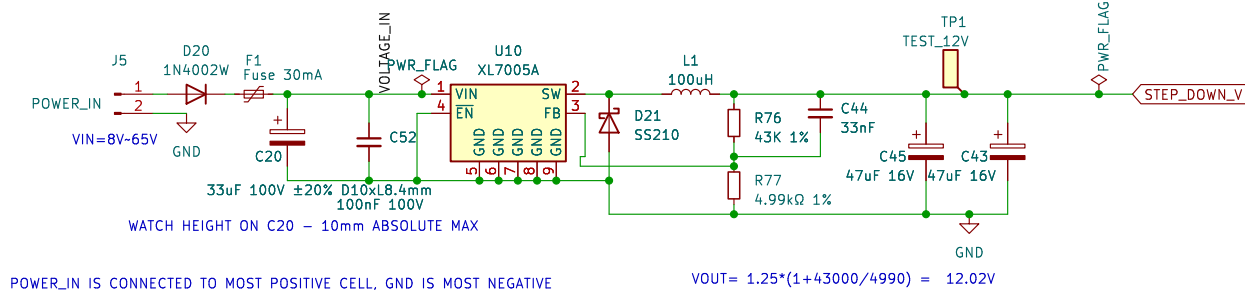 TP1
TEST_12V
PWR_FLAG
VOLTAGE_IN
J5
D20
1N4002W
F1
Fuse 30mA
PWR_FLAG
U10
XL7005A
L1
100uH
POWER_IN
1
2
1
VIN
SW
2
4
EN
FB
3
GND
GND
GND
GND
GND
5
6
7
8
9
STEP_DOWN_V
VIN=8V~65V
GND
C20
C52
D21
SS210
R76
43K 1%
C44
33nF
C45
47uF 16V
C43
47uF 16V
33uF 100V ±20% D10xL8.4mm
100nF 100V
R77
4.99kΩ 1%
WATCH HEIGHT ON C20 - 10mm ABSOLUTE MAX
GND
POWER_IN IS CONNECTED TO MOST POSITIVE CELL, GND IS MOST NEGATIVE
VOUT= 1.25*(1+43000/4990) = 12.02V